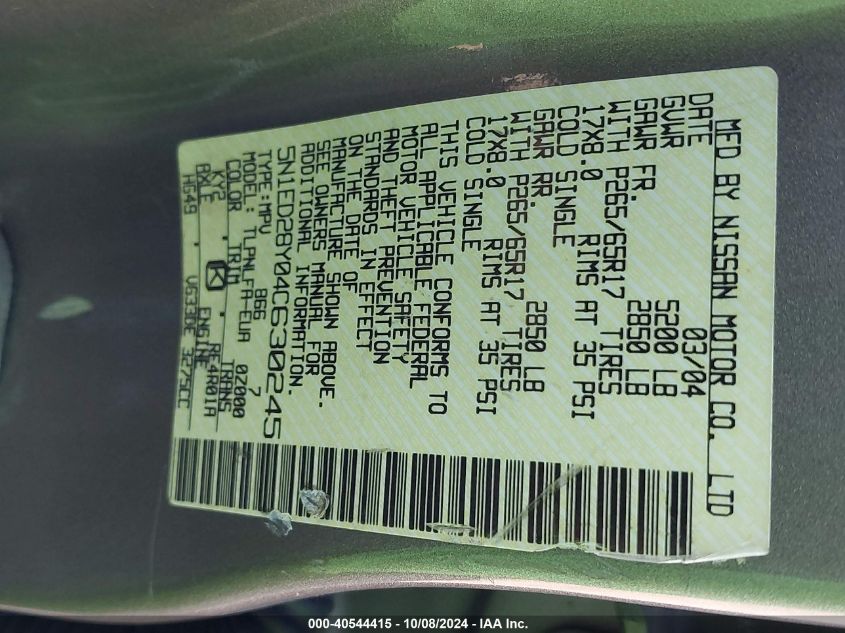 MFD BY NISSAN MOTOR CO. LTD
DATE 03/04
GVWR 5200 LB
GAWR FR. 2850 LB
WITH P265/65R17 TIRES
17X8.0 RIMS AT 35 PSI
COLD SINGLE
GAWR RR. 2850 LB
WITH P265/65R17 TIRES
17X8.0 RIMS AT 35 PSI
COLD SINGLE
THIS VEHICLE CONFORMS TO
ALL APPLICABLE FEDERAL
MOTOR VEHICLE SAFETY
AND THEFT PREVENTION
STANDARDS IN EFFECT
ON THE DATE OF
MANUFACTURE SHOWN ABOVE.
SEE OWNERS MANUAL FOR
ADDITIONAL INFORMATION.
5N1ED28Y04C630245
TYPE:MPV 866 7
MODEL: TLANLFA-EUA 0Z000
COLOR TRIM TRANS
KY2 K RE4R01A
AXLE ENGINE
HG49 VG33DE 3275CC
000-40544415 - 10/08/2024 - IAA Inc.